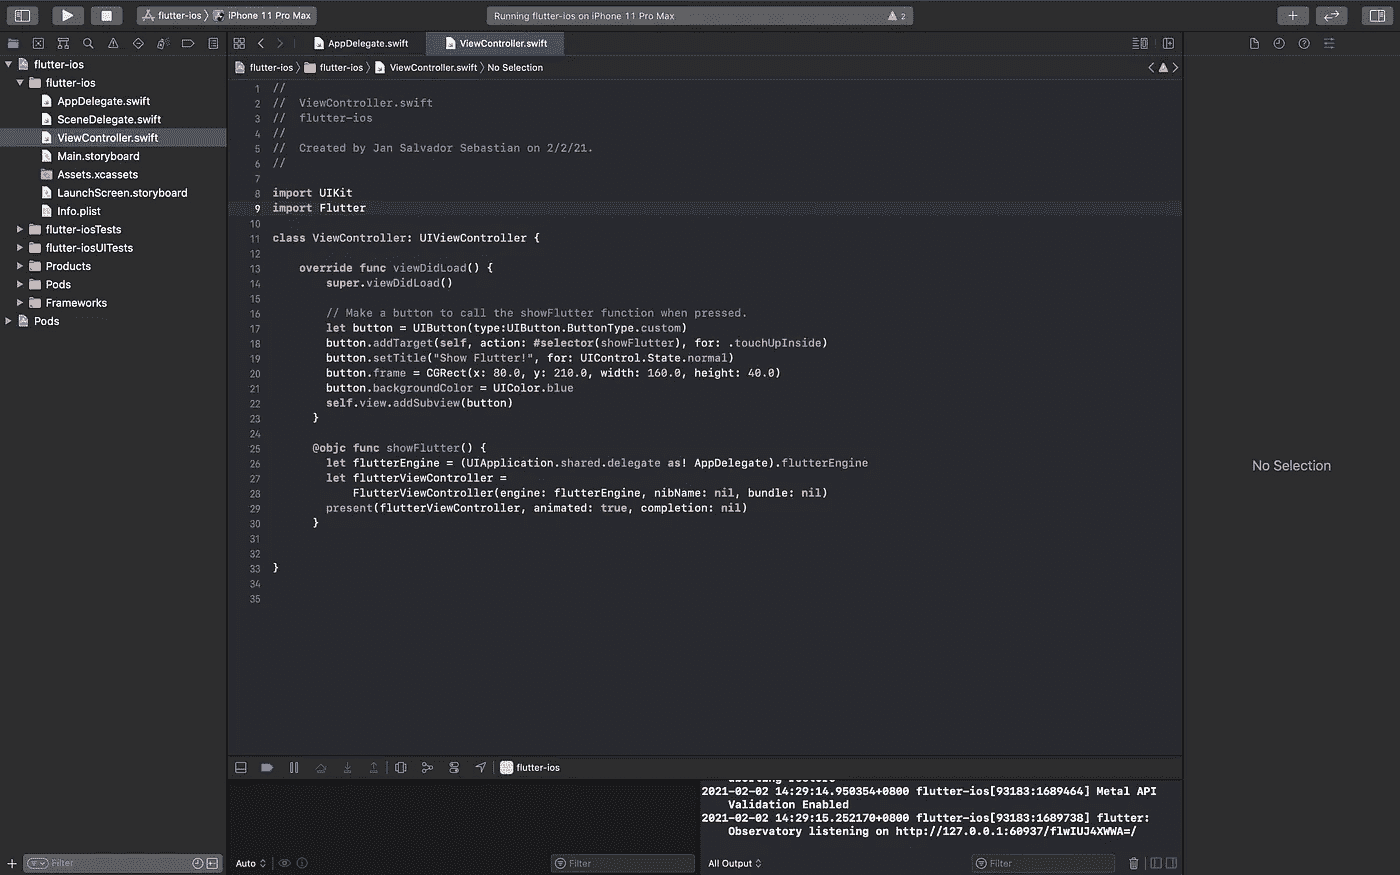 flutter-ios 〉 iPhone 11 Pro Max
Running flutter-ios on iPhone 11 Pro Max
2
AppDelegate.swift
ViewController.swift
flutter-ios 〉 flutter-ios 〉 ViewController.swift 〉 No Selection
flutter-ios
flutter-ios
AppDelegate.swift
SceneDelegate.swift
ViewController.swift
Main.storyboard
Assets.xcassets
LaunchScreen.storyboard
Info.plist
flutter-iosTests
flutter-iosUITests
Products
Pods
Frameworks
Pods
1 //
2 //  ViewController.swift
3 //  flutter-ios
4 //
5 //  Created by Jan Salvador Sebastian on 2/2/21.
6 //
7
8 import UIKit
9 import Flutter
10
11 class ViewController: UIViewController {
12
13     override func viewDidLoad() {
14         super.viewDidLoad()
15
16         // Make a button to call the showFlutter function when pressed.
17         let button = UIButton(type:UIButton.ButtonType.custom)
18         button.addTarget(self, action: #selector(showFlutter), for: .touchUpInside)
19         button.setTitle("Show Flutter!", for: UIControl.State.normal)
20         button.frame = CGRect(x: 80.0, y: 210.0, width: 160.0, height: 40.0)
21         button.backgroundColor = UIColor.blue
22         self.view.addSubview(button)
23       }
24
25       @objc func showFlutter() {
26         let flutterEngine = (UIApplication.shared.delegate as! AppDelegate).flutterEngine
27         let flutterViewController =
28             FlutterViewController(engine: flutterEngine, nibName: nil, bundle: nil)
29         present(flutterViewController, animated: true, completion: nil)
30       }
31
32
33 }
34
35
No Selection
flutter-ios
2021-02-02 14:29:14.950354+0800 flutter-ios[93183:1689464] Metal API
Validation Enabled
2021-02-02 14:29:15.252170+0800 flutter-ios[93183:1689738] flutter:
Observatory listening on http://127.0.0.1:60937/flwIUJ4XWWA=/
Filter
Auto
Filter
All Output
Filter